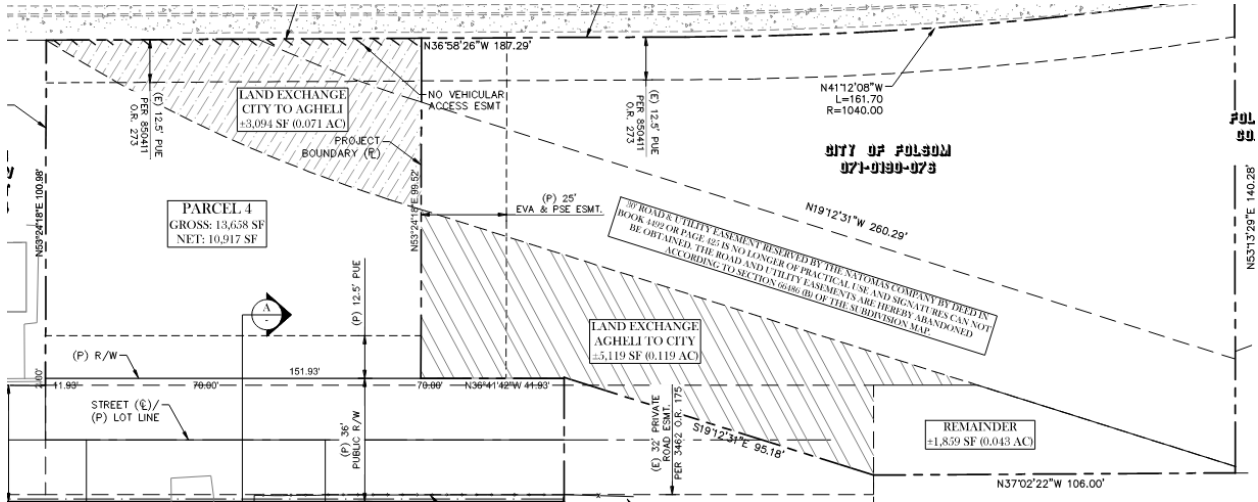 N36°58'26"W 187.29'
(E) 12.5' PUE
PER 850411
O.R. 273
LAND EXCHANGE
CITY TO AGHELI
±3,094 SF (0.071 AC)
NO VEHICULAR
ACCESS ESMT
PROJECT
BOUNDARY (PL)
(E) 12.5' PUE
PER 850411
O.R. 273
N41°12'08"W
L=161.70
R=1040.00
CITY OF FOLSOM
071-0190-076
FOL
CO.
N53°24'18"E 100.98'
PARCEL 4
GROSS: 13,658 SF
NET: 10,917 SF
N53°24'18"E 99.52'
(P) 25'
EVA & PSE ESMT.
N19°12'31"W 260.29'
N53°13'29"E 140.28'
30' ROAD & UTILITY EASEMENT RESERVED BY THE NATOMAS COMPANY BY DEED IN
BOOK 4492 OR PAGE 425 IS NO LONGER OF PRACTICAL USE AND SIGNATURES CAN NOT
BE OBTAINED. THE ROAD AND UTILITY EASEMENTS ARE HEREBY ABANDONED
ACCORDING TO SECTION 66486 (B) OF THE SUBDIVISION MAP.
A
-
(P) 12.5' PUE
LAND EXCHANGE
AGHELI TO CITY
±5,119 SF (0.119 AC)
(P) R/W
11.93'
70.00'
151.93'
70.00'
N36°41'42"W 41.93'
STREET (CL)/
(P) LOT LINE
(P) 36'
PUBLIC R/W
(E) 32' PRIVATE
ROAD ESMT.
PER 3462 O.R. 175
S19°12'31"E 95.18'
REMAINDER
±1,859 SF (0.043 AC)
N37°02'22"W 106.00'